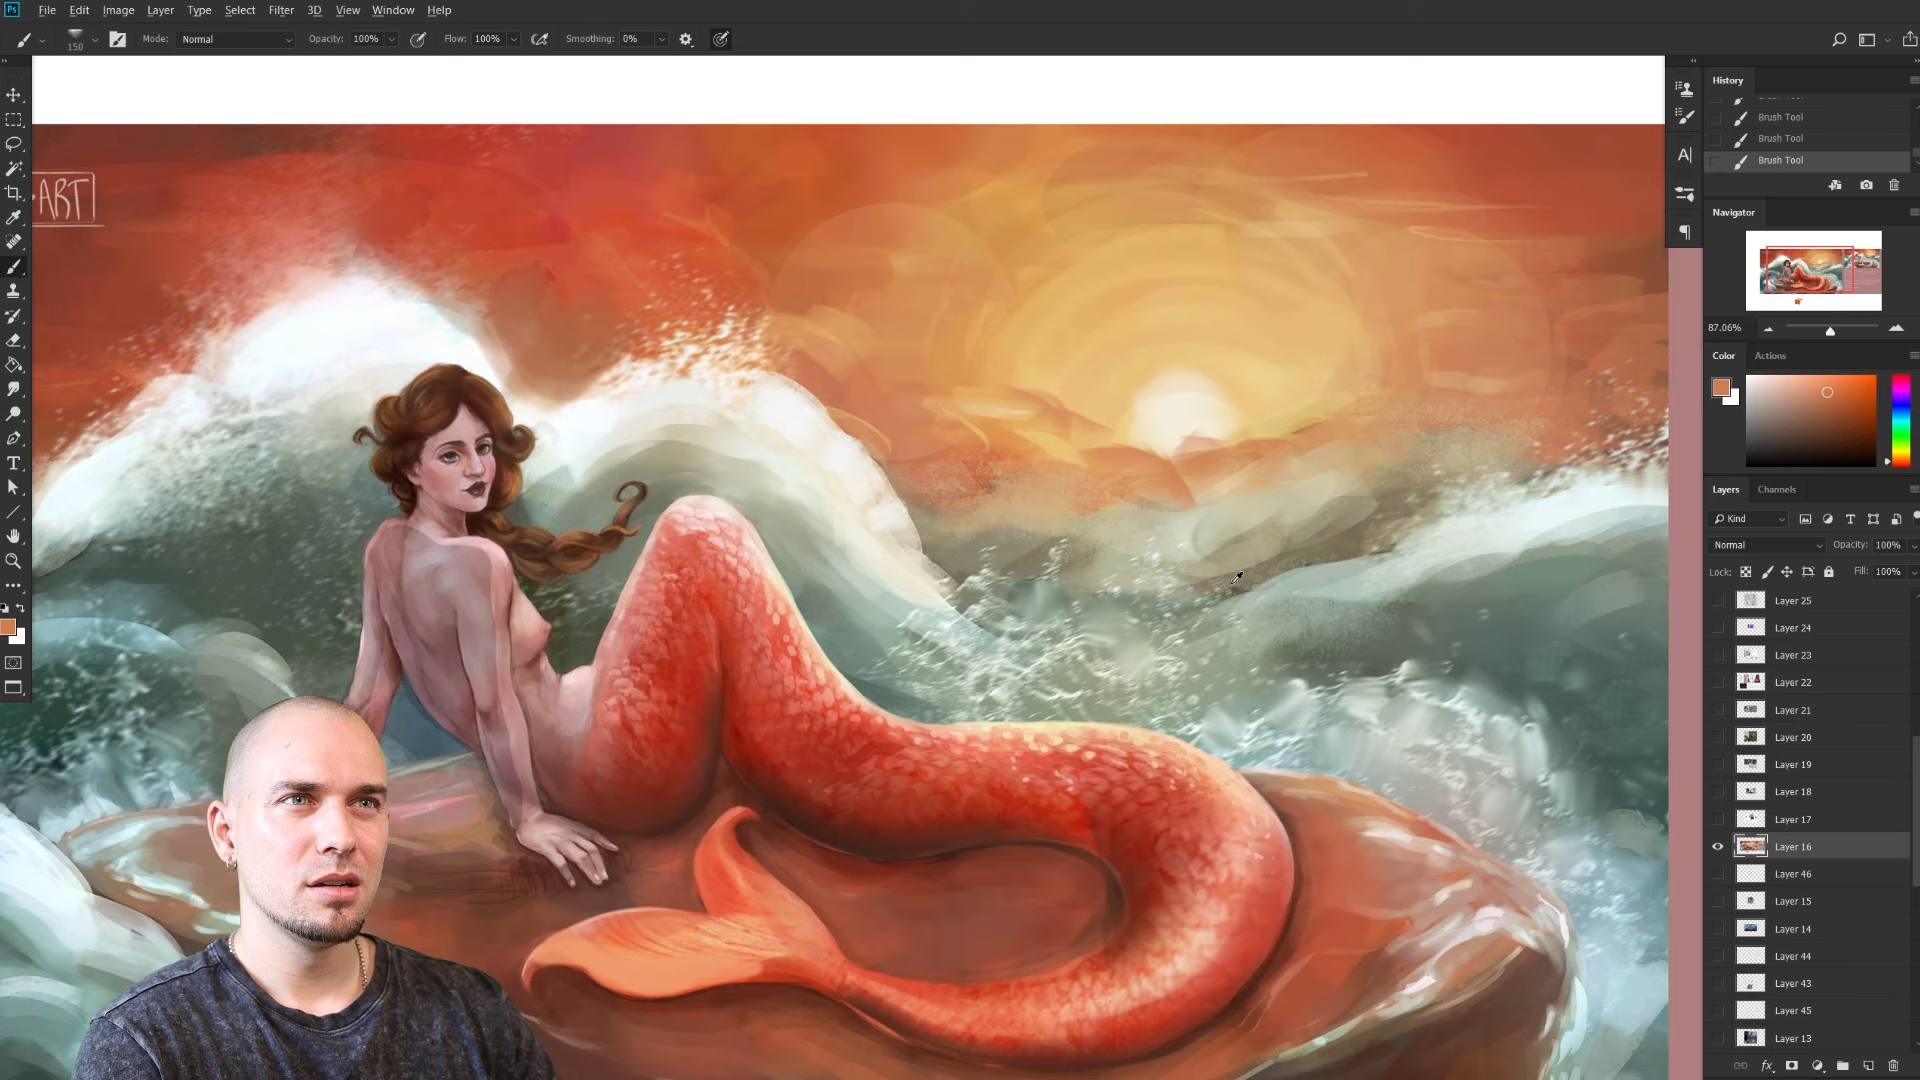 Ps File Edit Image Layer Type Select Filter 3D View Window Help
150 Mode: Normal Opacity: 100% Flow: 100% Smoothing: 0%
ART
History
Brush Tool
Brush Tool
Brush Tool
Navigator
87.06%
Color Actions
Layers Channels
Kind
Normal Opacity: 100%
Lock: Fill: 100%
Layer 25
Layer 24
Layer 23
Layer 22
Layer 21
Layer 20
Layer 19
Layer 18
Layer 17
Layer 16
Layer 46
Layer 15
Layer 14
Layer 44
Layer 43
Layer 45
Layer 13
fx